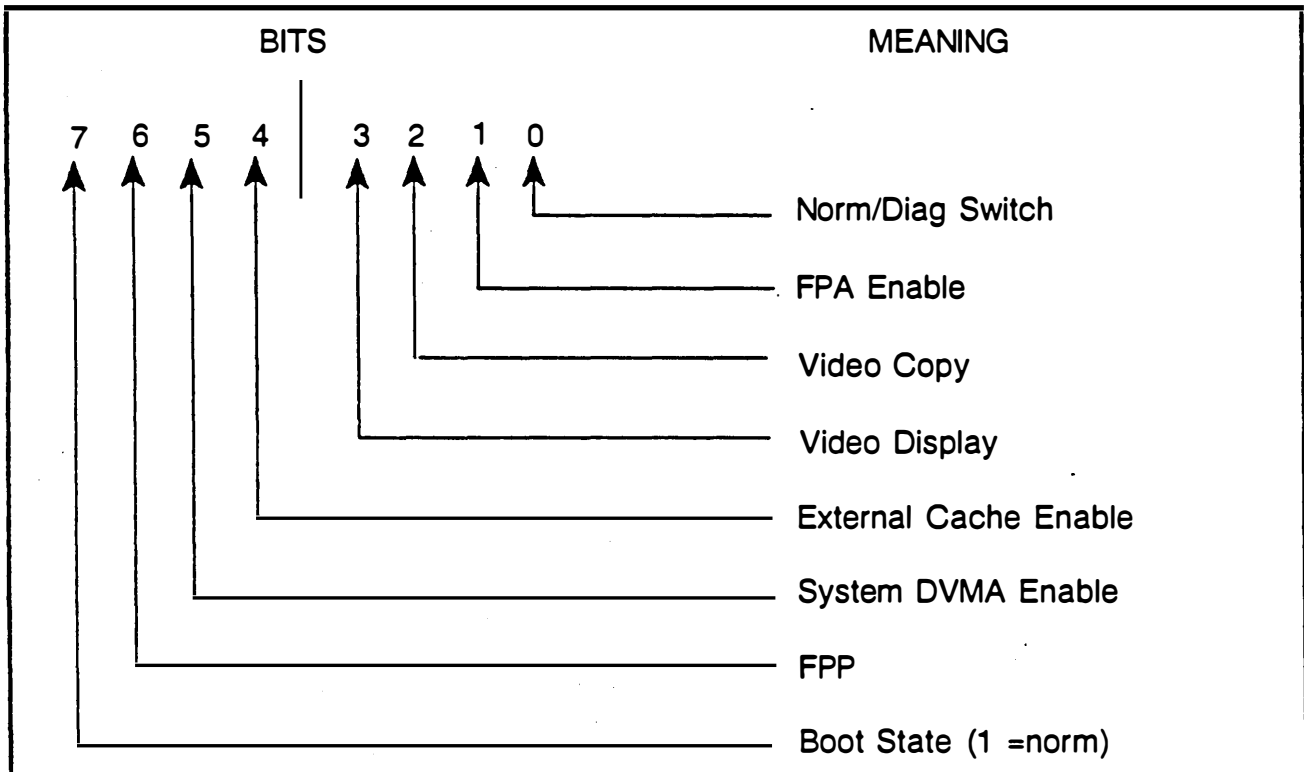 BITS MEANING
7 6 5 4 3 2 1 0
Norm/Diag Switch
FPA Enable
Video Copy
Video Display
External Cache Enable
System DVMA Enable
FPP
Boot State (1 =norm)